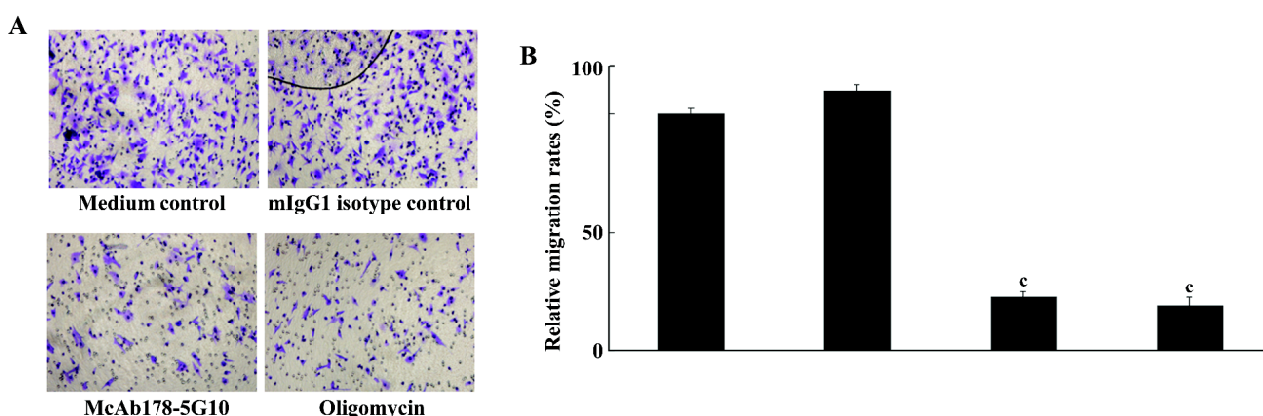 A
Medium control
mIgG1 isotype control
McAb178-5G10
Oligomycin
B
Relative migration rates (%)
100
50
0
c
c